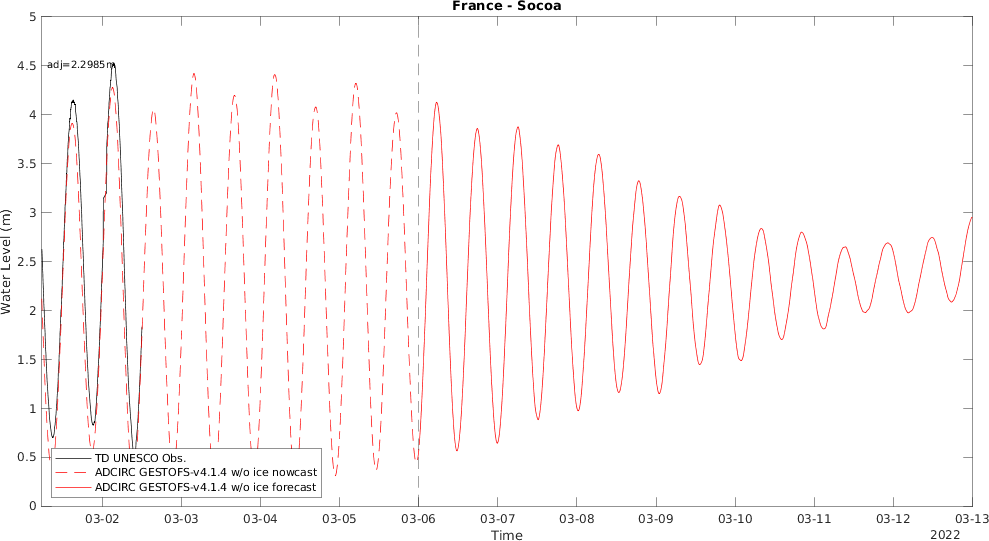 France - Socoa
adj=2.2985m
Water Level (m)
5
4.5
4
3.5
3
2.5
2
1.5
1
0.5
0
TD UNESCO Obs.
ADCIRC GESTOFS-v4.1.4 w/o ice nowcast
ADCIRC GESTOFS-v4.1.4 w/o ice forecast
03-02 03-03 03-04 03-05 03-06 03-07 03-08 03-09 03-10 03-11 03-12 03-13
Time
2022